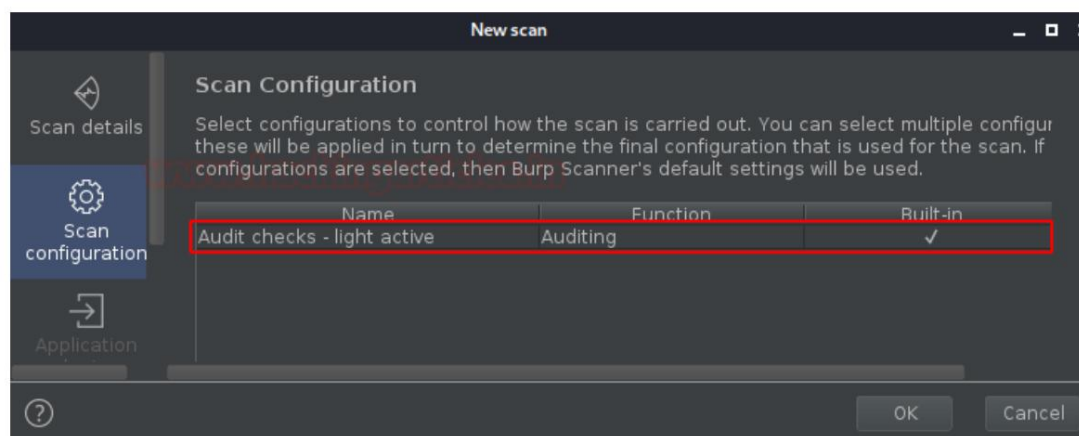 New scan
Scan details
Scan configuration
Application
Scan Configuration
Select configurations to control how the scan is carried out. You can select multiple configur
these will be applied in turn to determine the final configuration that is used for the scan. If
configurations are selected, then Burp Scanner's default settings will be used.
Name Function Built-in
Audit checks - light active Auditing ✓
?
OK Cancel